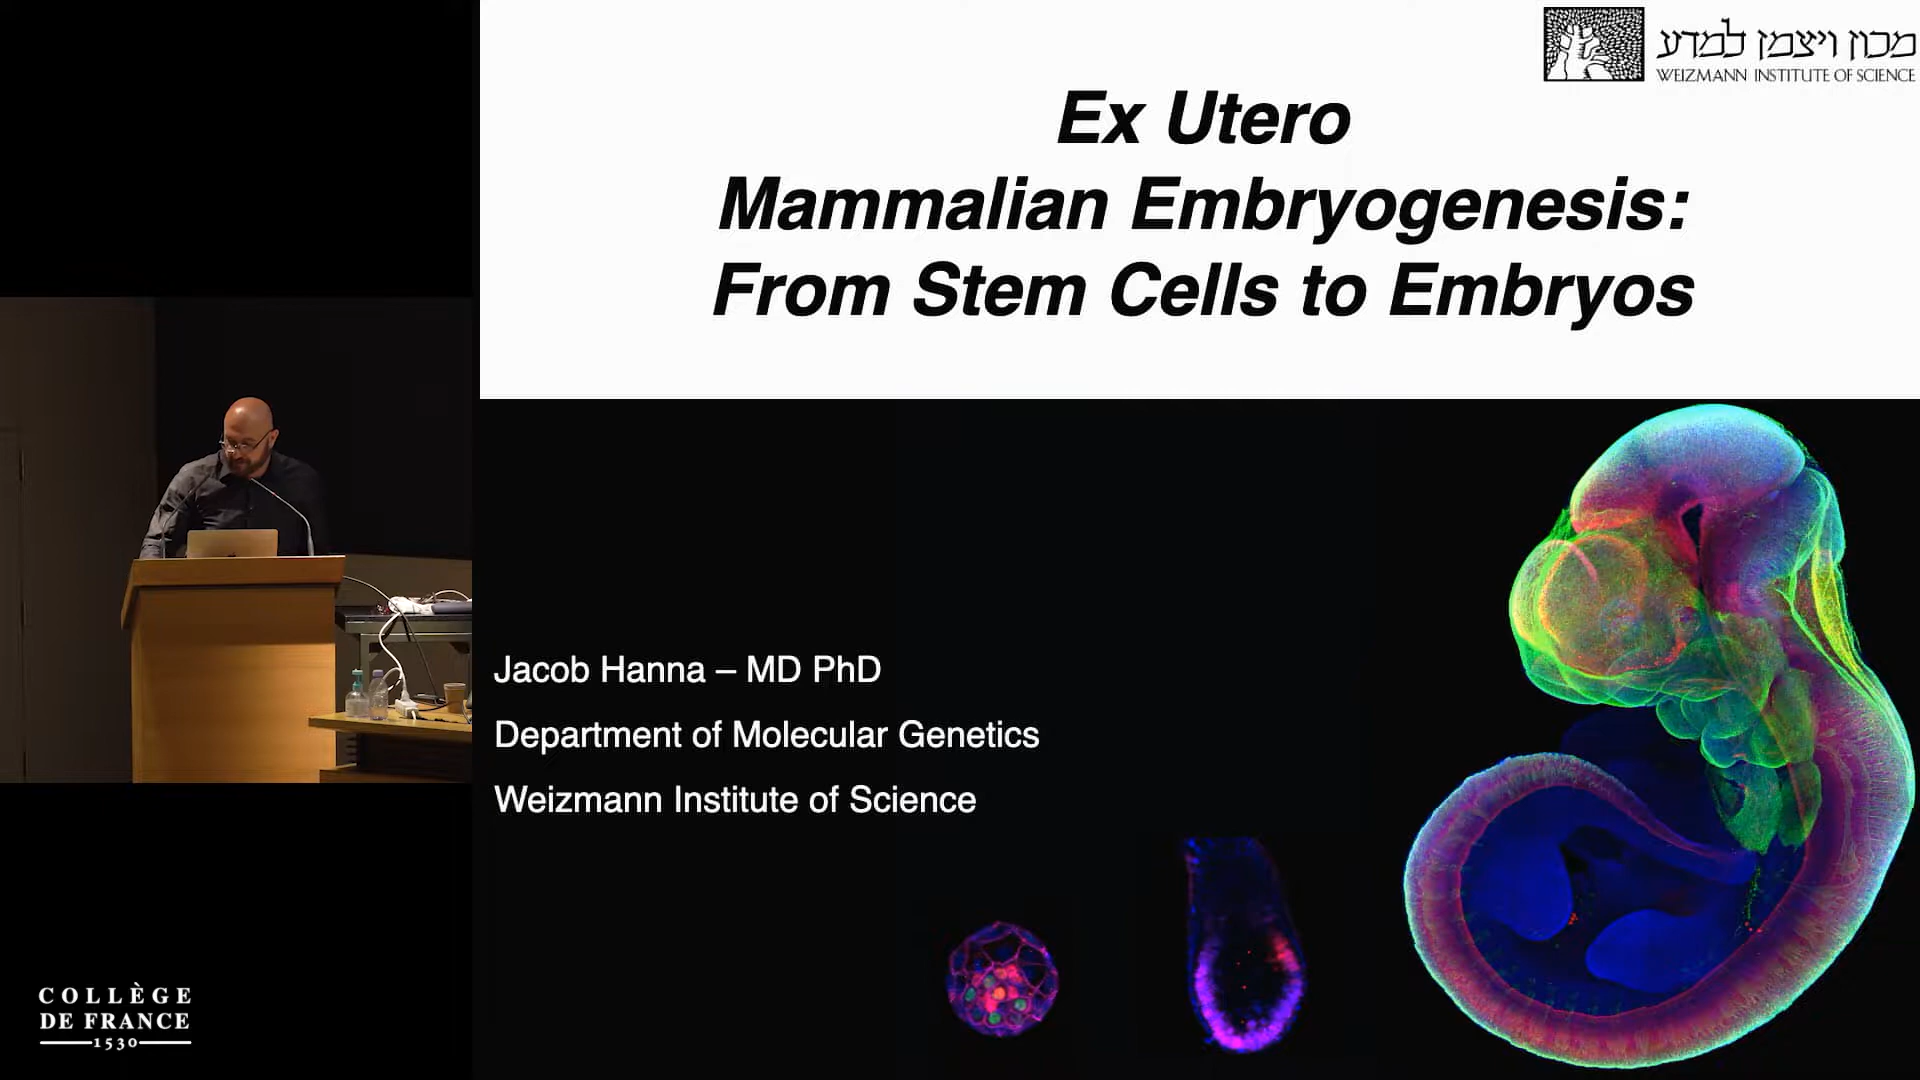 מכון ויצמן למדע
WEIZMANN INSTITUTE OF SCIENCE
Ex Utero
Mammalian Embryogenesis:
From Stem Cells to Embryos
Jacob Hanna – MD PhD
Department of Molecular Genetics
Weizmann Institute of Science
COLLÈGE
DE FRANCE
1530